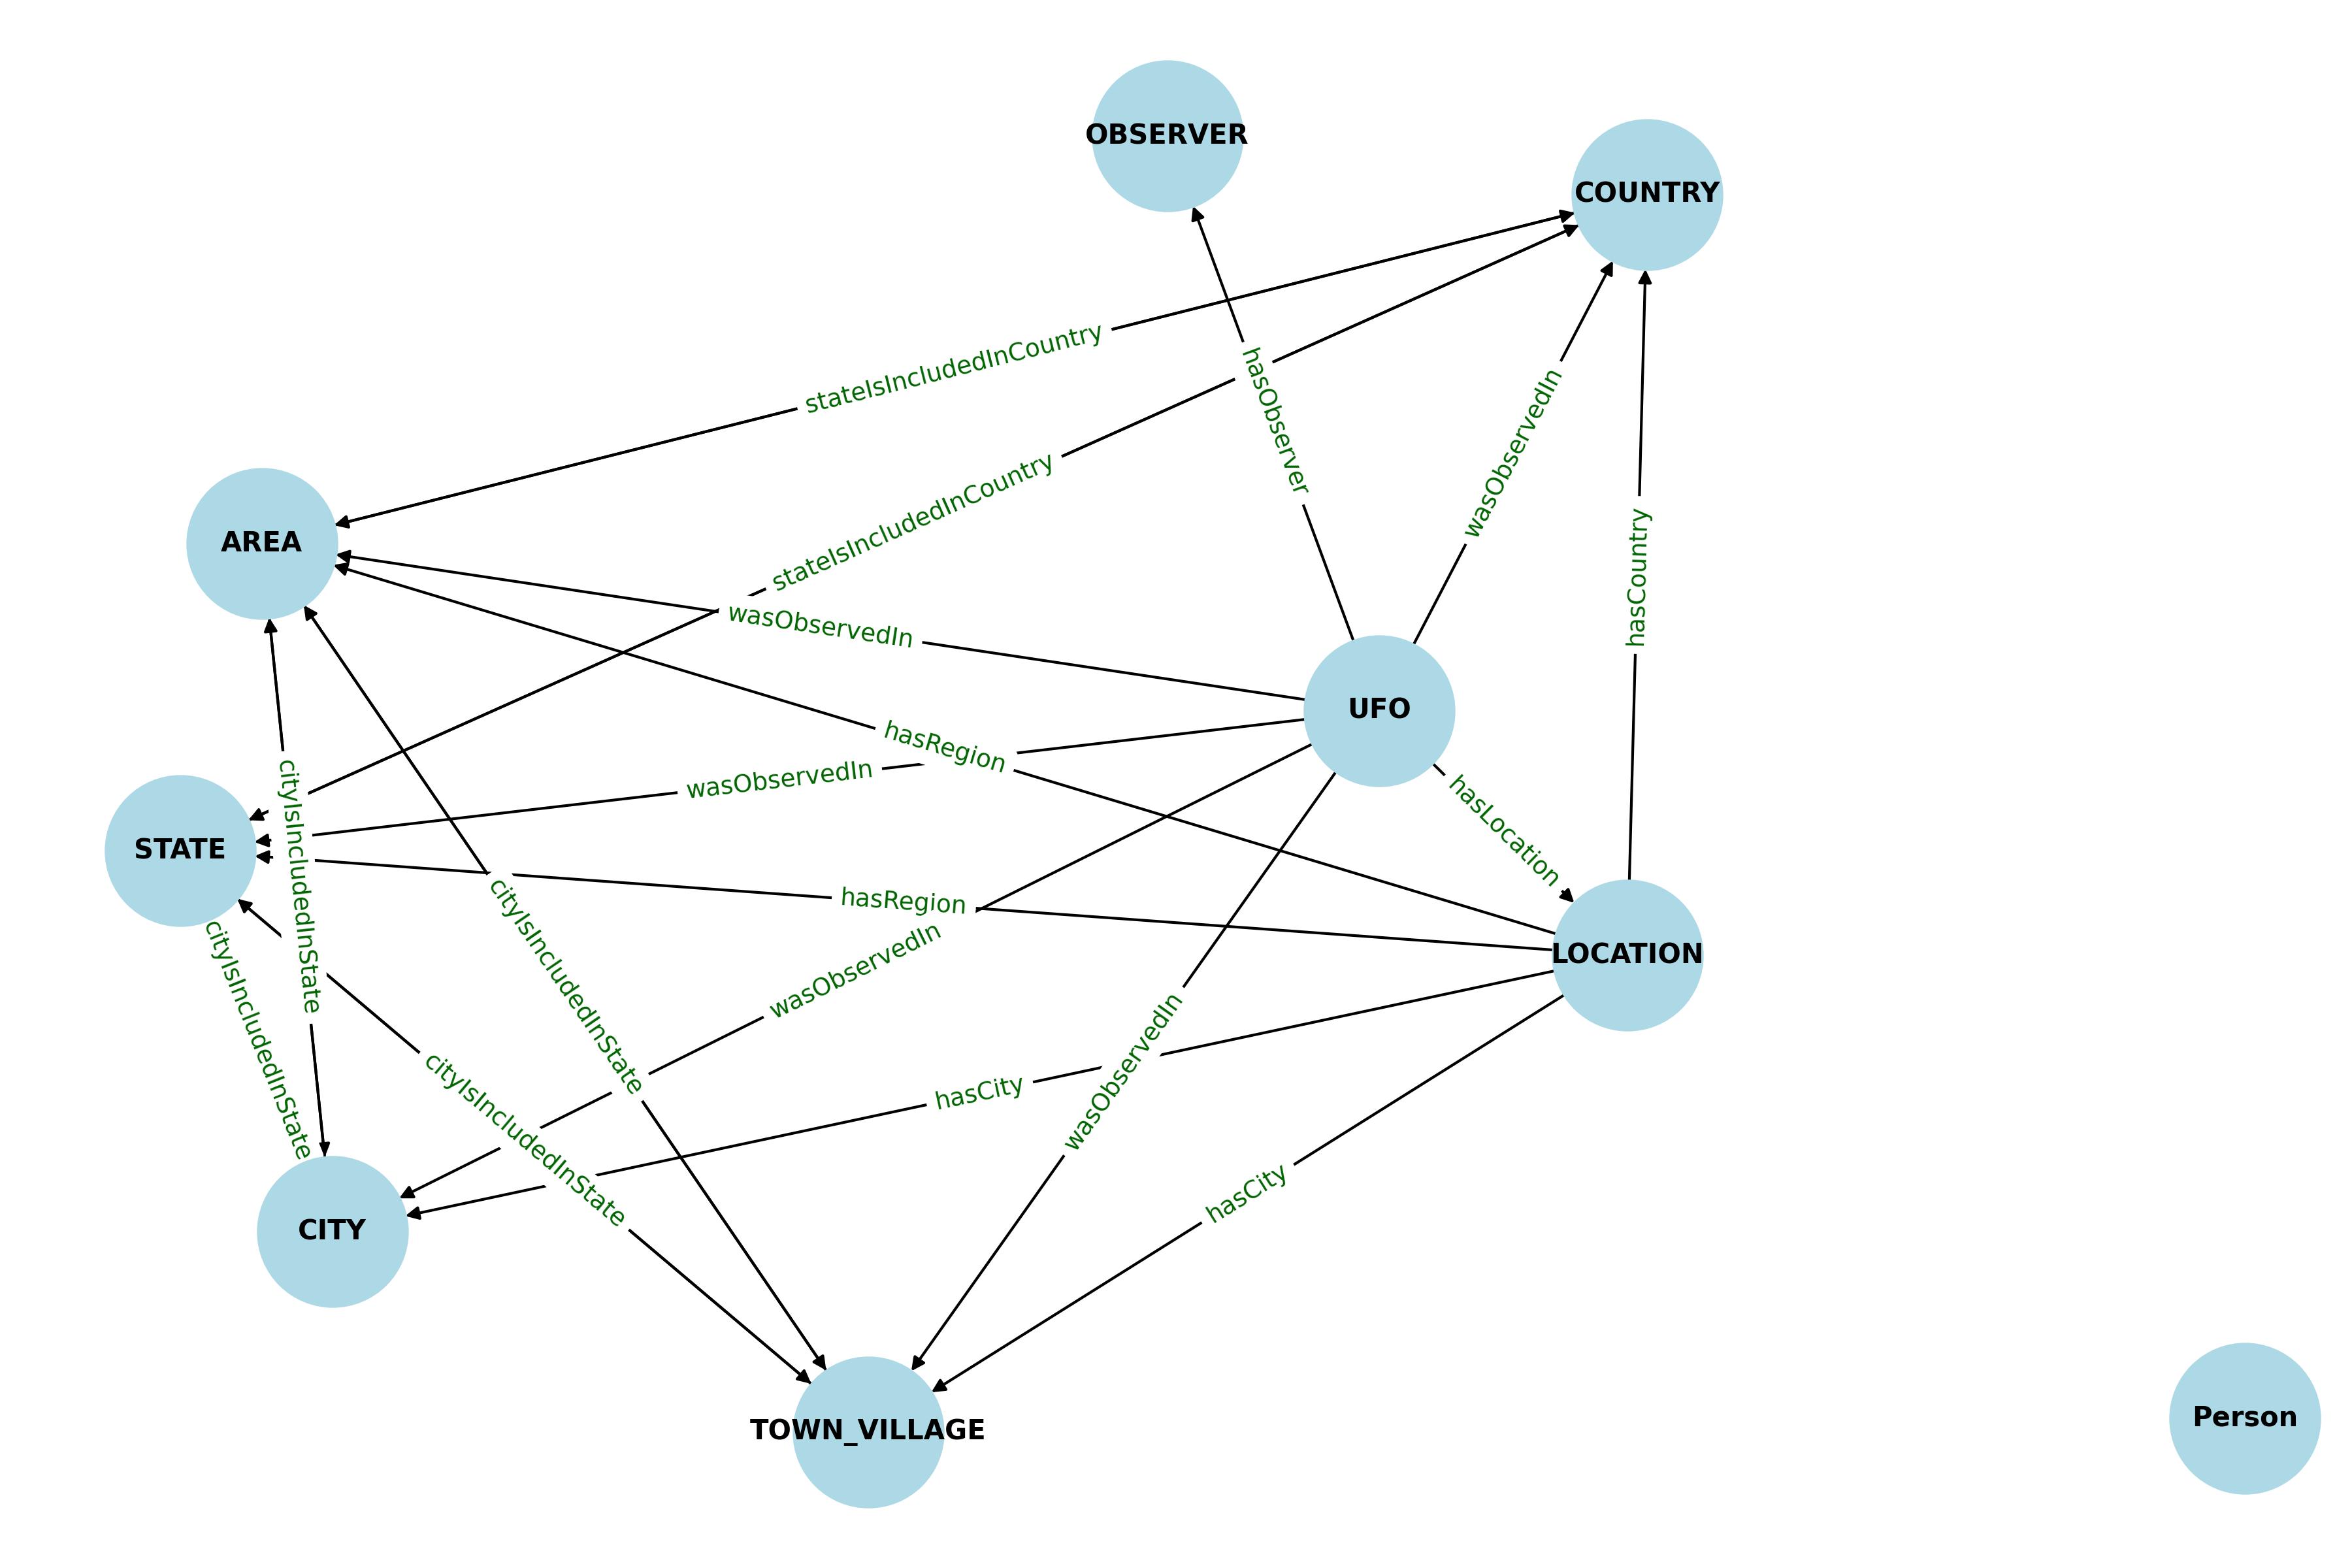 OBSERVER
COUNTRY
stateIsIncludedInCountry
hasObserver
wasObservedIn
stateIsIncludedInCountry
AREA
hasCountry
wasObservedIn
UFO
hasRegion
wasObservedIn
hasLocation
STATE
cityIsIncludedInState
hasRegion
LOCATION
wasObservedIn
cityIsIncludedInState
cityIsIncludedInState
wasObservedIn
hasCity
cityIsIncludedInState
hasCity
CITY
Person
TOWN_VILLAGE